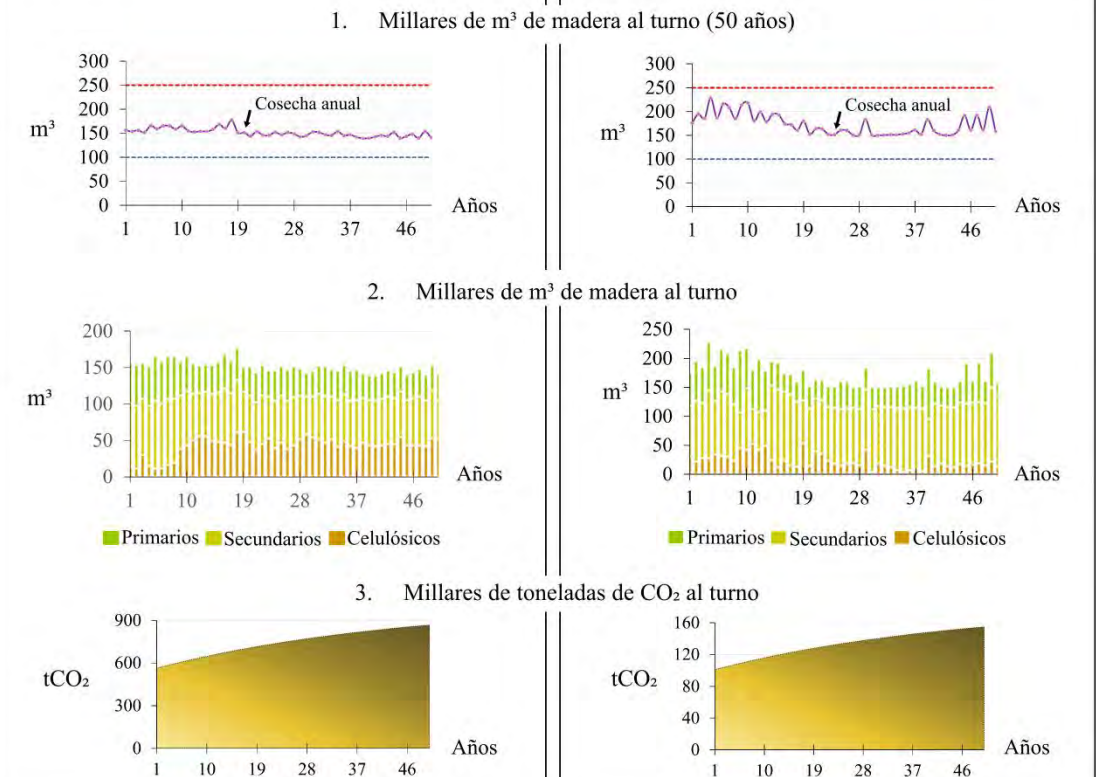 1. Millares de m³ de madera al turno (50 años)
300
250
200
150
100
50
0
m³
Cosecha anual
Años
1 10 19 28 37 46
300
250
200
150
100
50
0
m³
Cosecha anual
Años
1 10 19 28 37 46
2. Millares de m³ de madera al turno
200
150
100
50
0
m³
Años
1 10 19 28 37 46
Primarios Secundarios Celulósicos
250
200
150
100
50
0
m³
Años
1 10 19 28 37 46
Primarios Secundarios Celulósicos
3. Millares de toneladas de CO₂ al turno
900
600
300
0
tCO₂
Años
1 10 19 28 37 46
160
120
80
40
0
tCO₂
Años
1 10 19 28 37 46